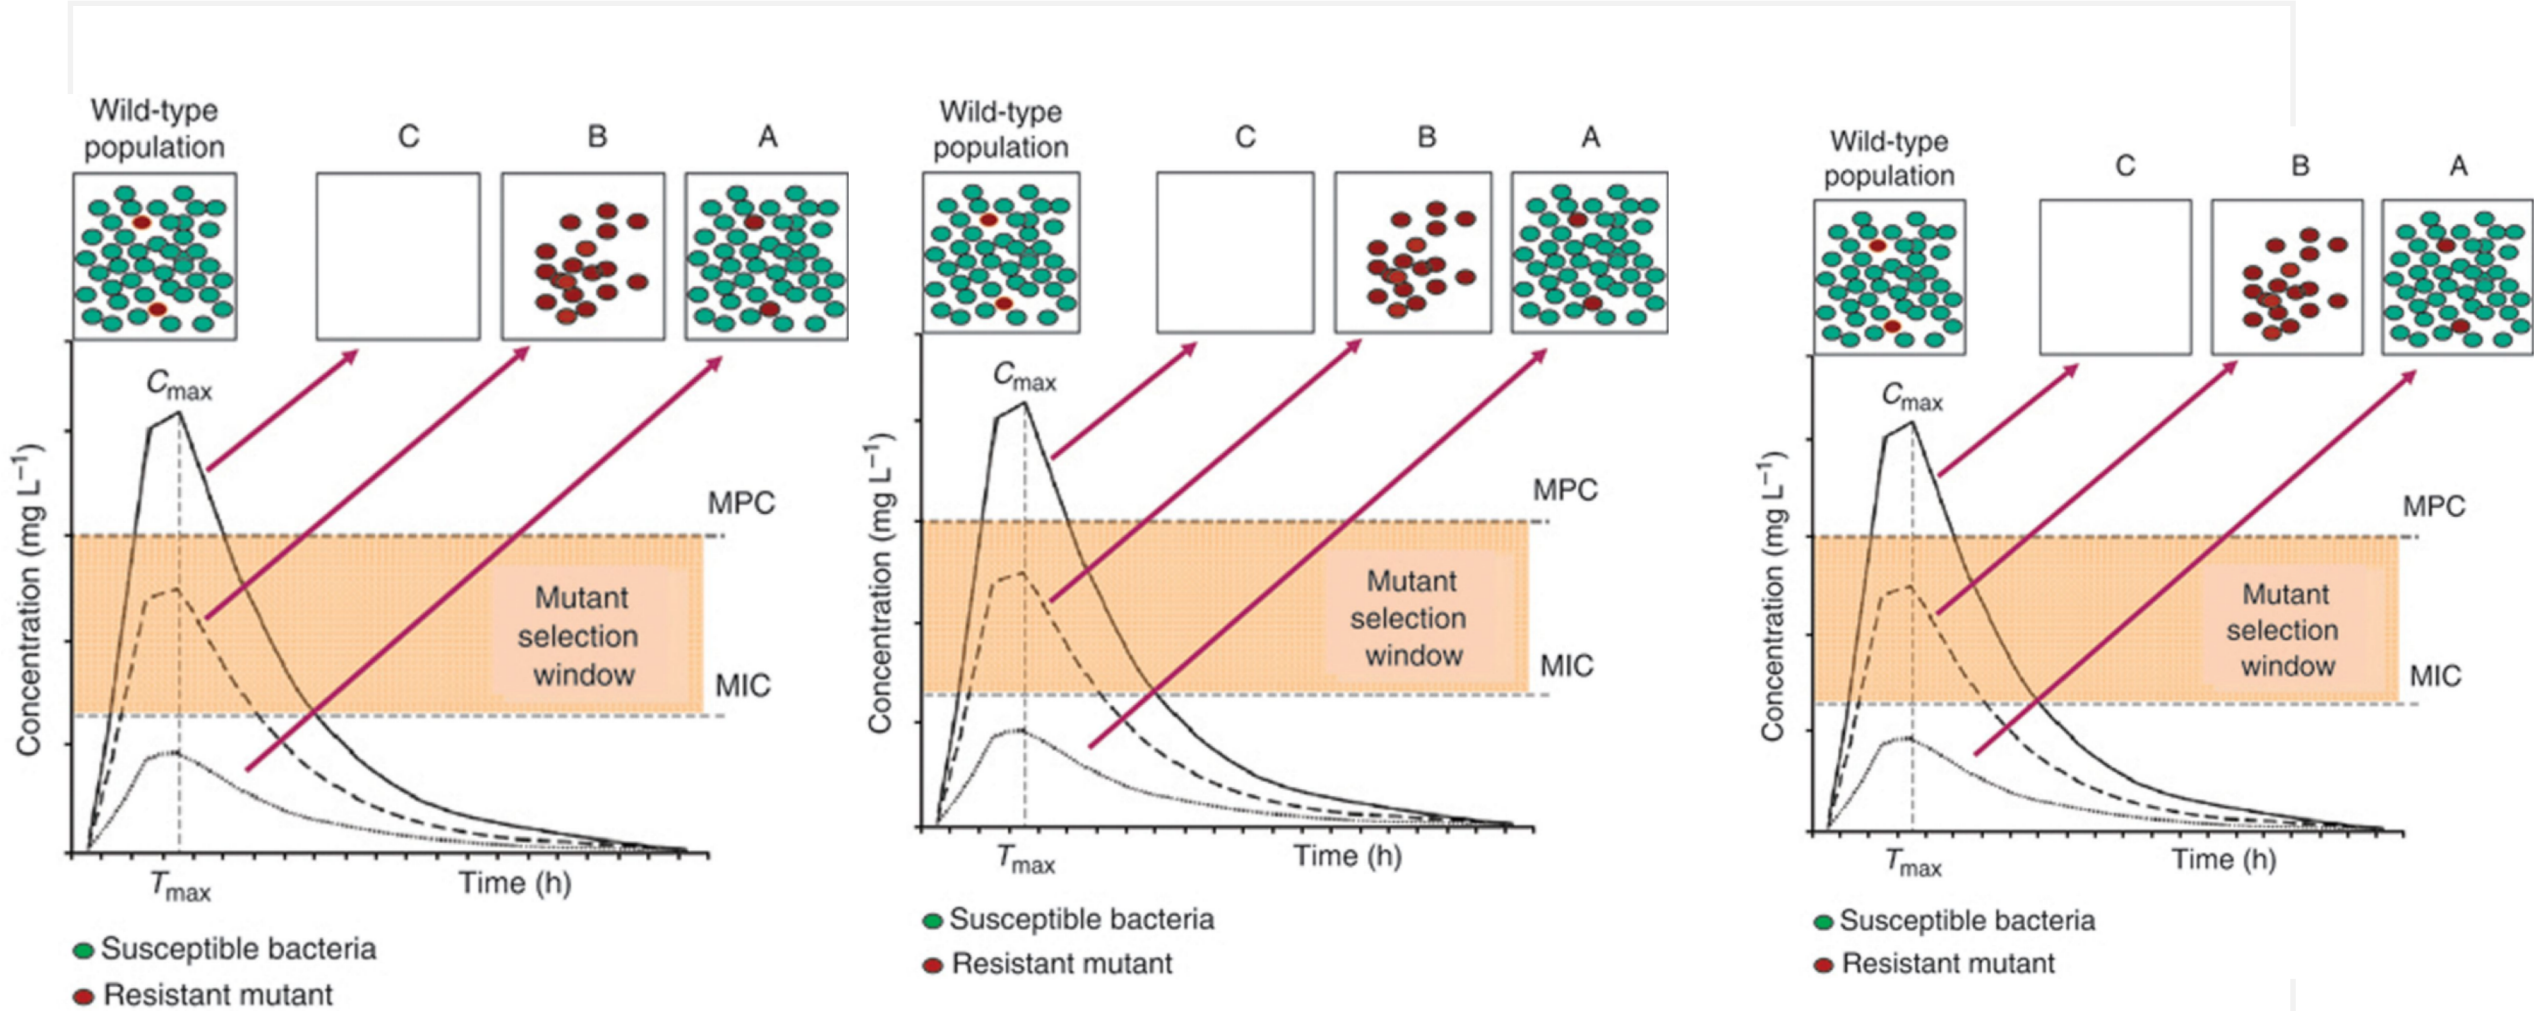 Wild-type
population
C
B
A
Cmax
Concentration (mg L⁻¹)
MPC
Mutant
selection
window
MIC
Tmax
Time (h)
Susceptible bacteria
Resistant mutant
Wild-type
population
C
B
A
Cmax
Concentration (mg L⁻¹)
MPC
Mutant
selection
window
MIC
Tmax
Time (h)
Susceptible bacteria
Resistant mutant
Wild-type
population
C
B
A
Cmax
Concentration (mg L⁻¹)
MPC
Mutant
selection
window
MIC
Tmax
Time (h)
Susceptible bacteria
Resistant mutant